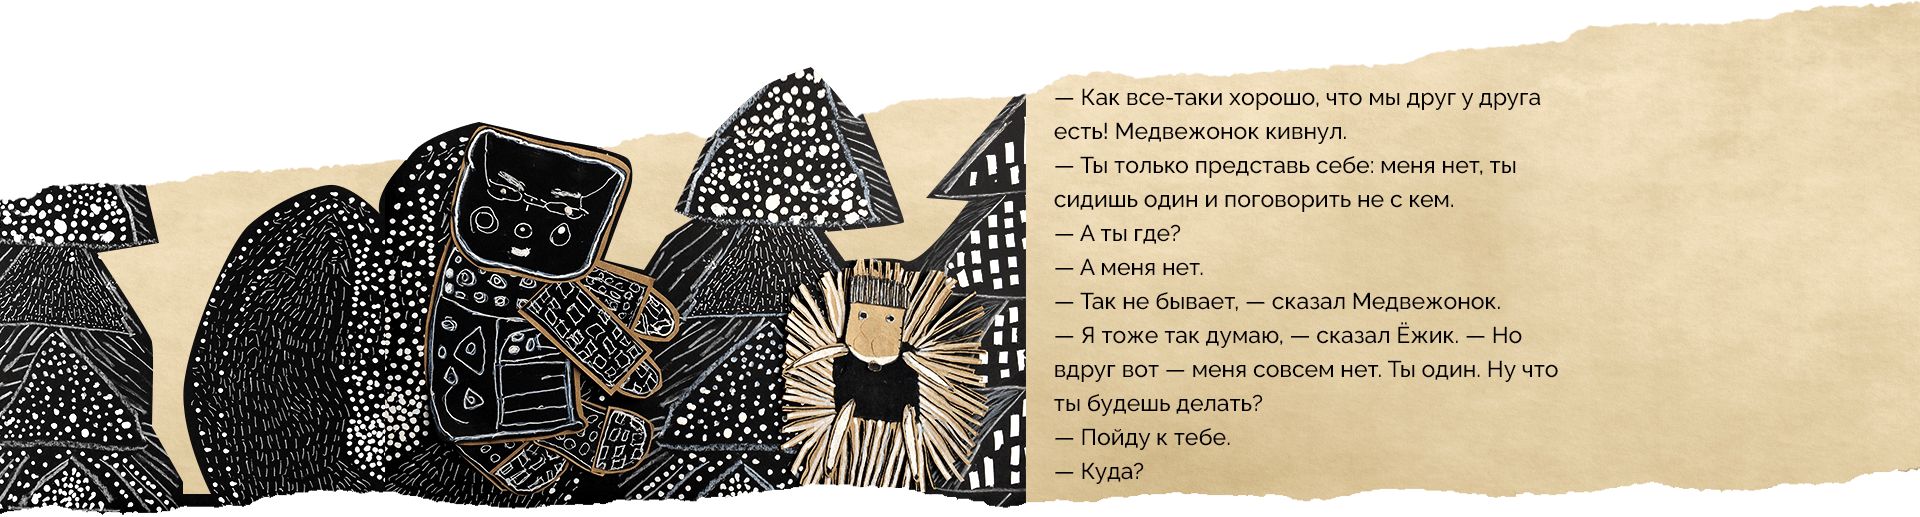 — Как все-таки хорошо, что мы друг у друга
есть! Медвежонок кивнул.
— Ты только представь себе: меня нет, ты
сидишь один и поговорить не с кем.
— А ты где?
— А меня нет.
— Так не бывает, — сказал Медвежонок.
— Я тоже так думаю, — сказал Ёжик. — Но
вдруг вот — меня совсем нет. Ты один. Ну что
ты будешь делать?
— Пойду к тебе.
— Куда?